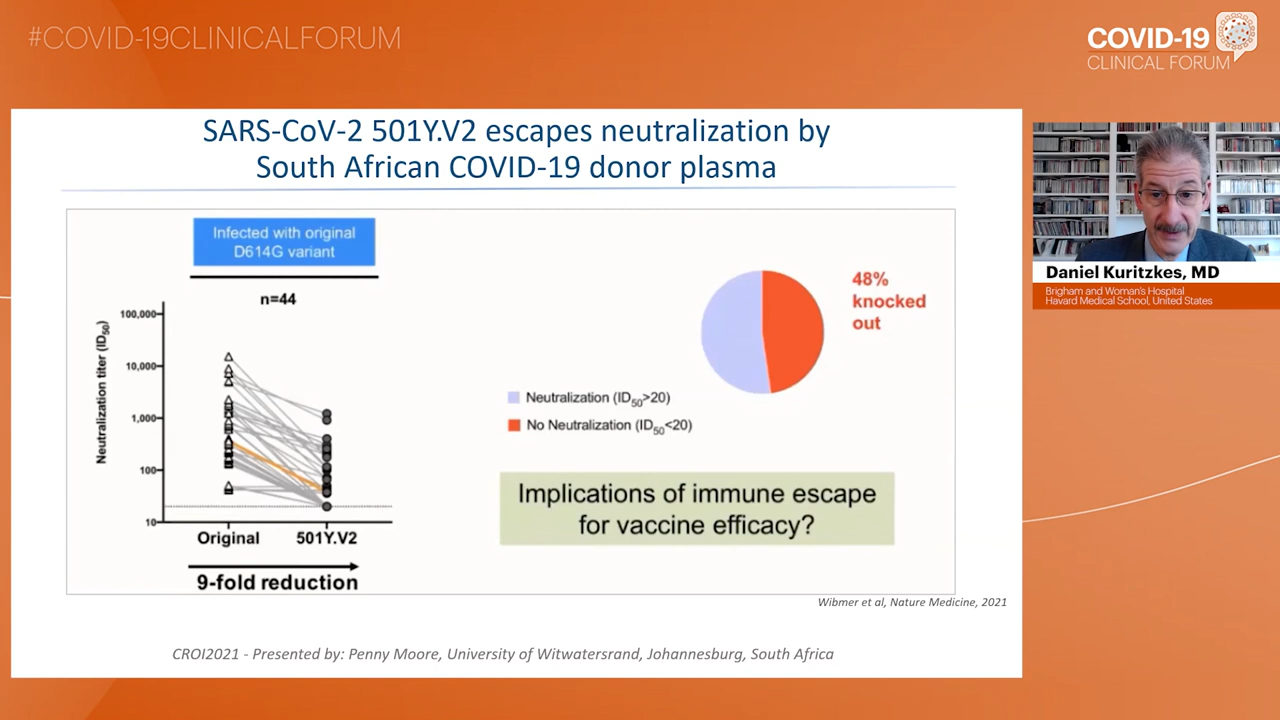 #COVID-19CLINICALFORUM
COVID-19
CLINICAL FORUM
SARS-CoV-2 501Y.V2 escapes neutralization by
South African COVID-19 donor plasma
Infected with original
D614G variant
n=44
Neutralization titer (ID50)
100,000
10,000
1,000
100
10
Original
501Y.V2
9-fold reduction
48%
knocked
out
Neutralization (ID50>20)
No Neutralization (ID50<20)
Implications of immune escape
for vaccine efficacy?
Wibmer et al, Nature Medicine, 2021
CROI2021 - Presented by: Penny Moore, University of Witwatersrand, Johannesburg, South Africa
Daniel Kuritzkes, MD
Brigham and Woman's Hospital
Havard Medical School, United States